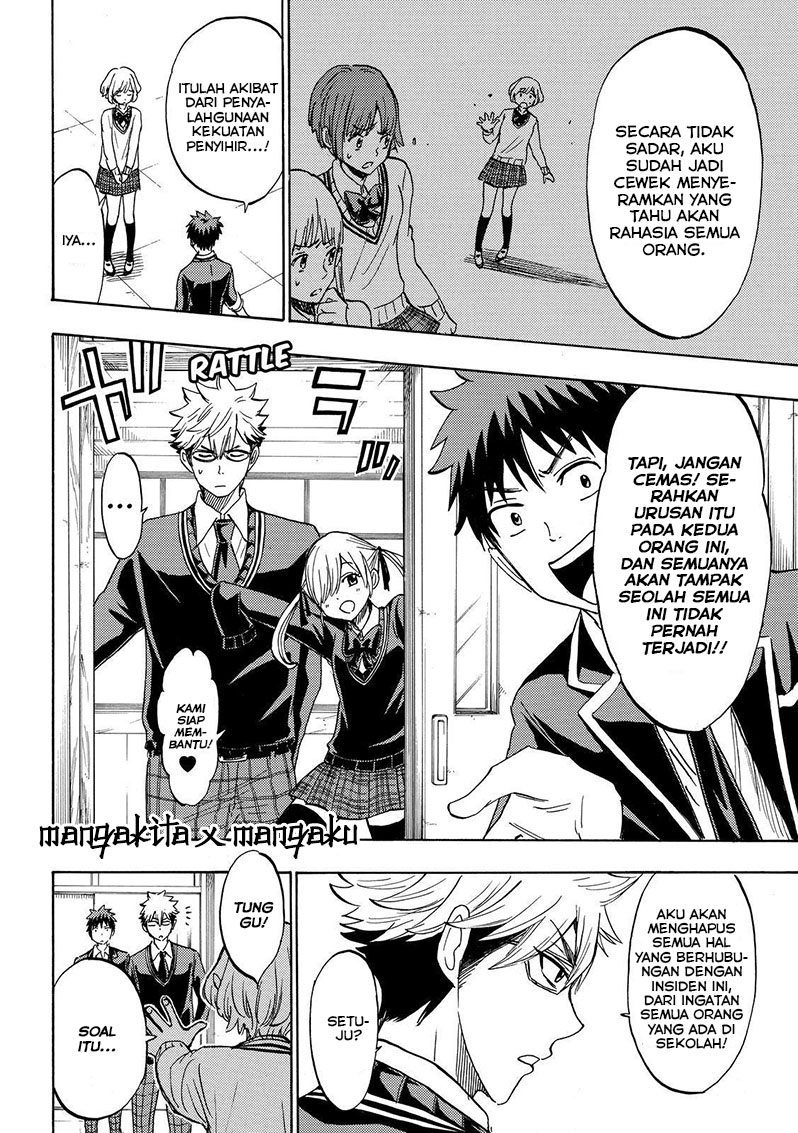 SECARA TIDAK
SADAR, AKU
SUDAH JADI
CEWEK MENYE-
RAMKAN YANG
TAHU AKAN
RAHASIA SEMUA
ORANG.
ITULAH AKIBAT
DARI PENYA-
LAHGUNAAN
KEKUATAN
PENYIHIR...!
IYA...
TAPI, JANGAN
CEMAS! SE-
RAHKAN
URUSAN ITU
PADA KEDUA
ORANG INI,
DAN SEMUANYA
AKAN TAMPAK
SEOLAH SEMUA
INI TIDAK
PERNAH
TERJADI!!
RATTLE
ガラッ
...
KAMI
SIAP
MEM-
BANTU!
♥
mangakita x mangaku
AKU AKAN
MENGHAPUS
SEMUA HAL
YANG BERHUBU-
NGAN DENGAN
INSIDEN INI,
DARI INGATAN
SEMUA ORANG
YANG ADA DI
SEKOLAH!
SETU-
JU?
TUNG
GU!
SOAL
ITU...